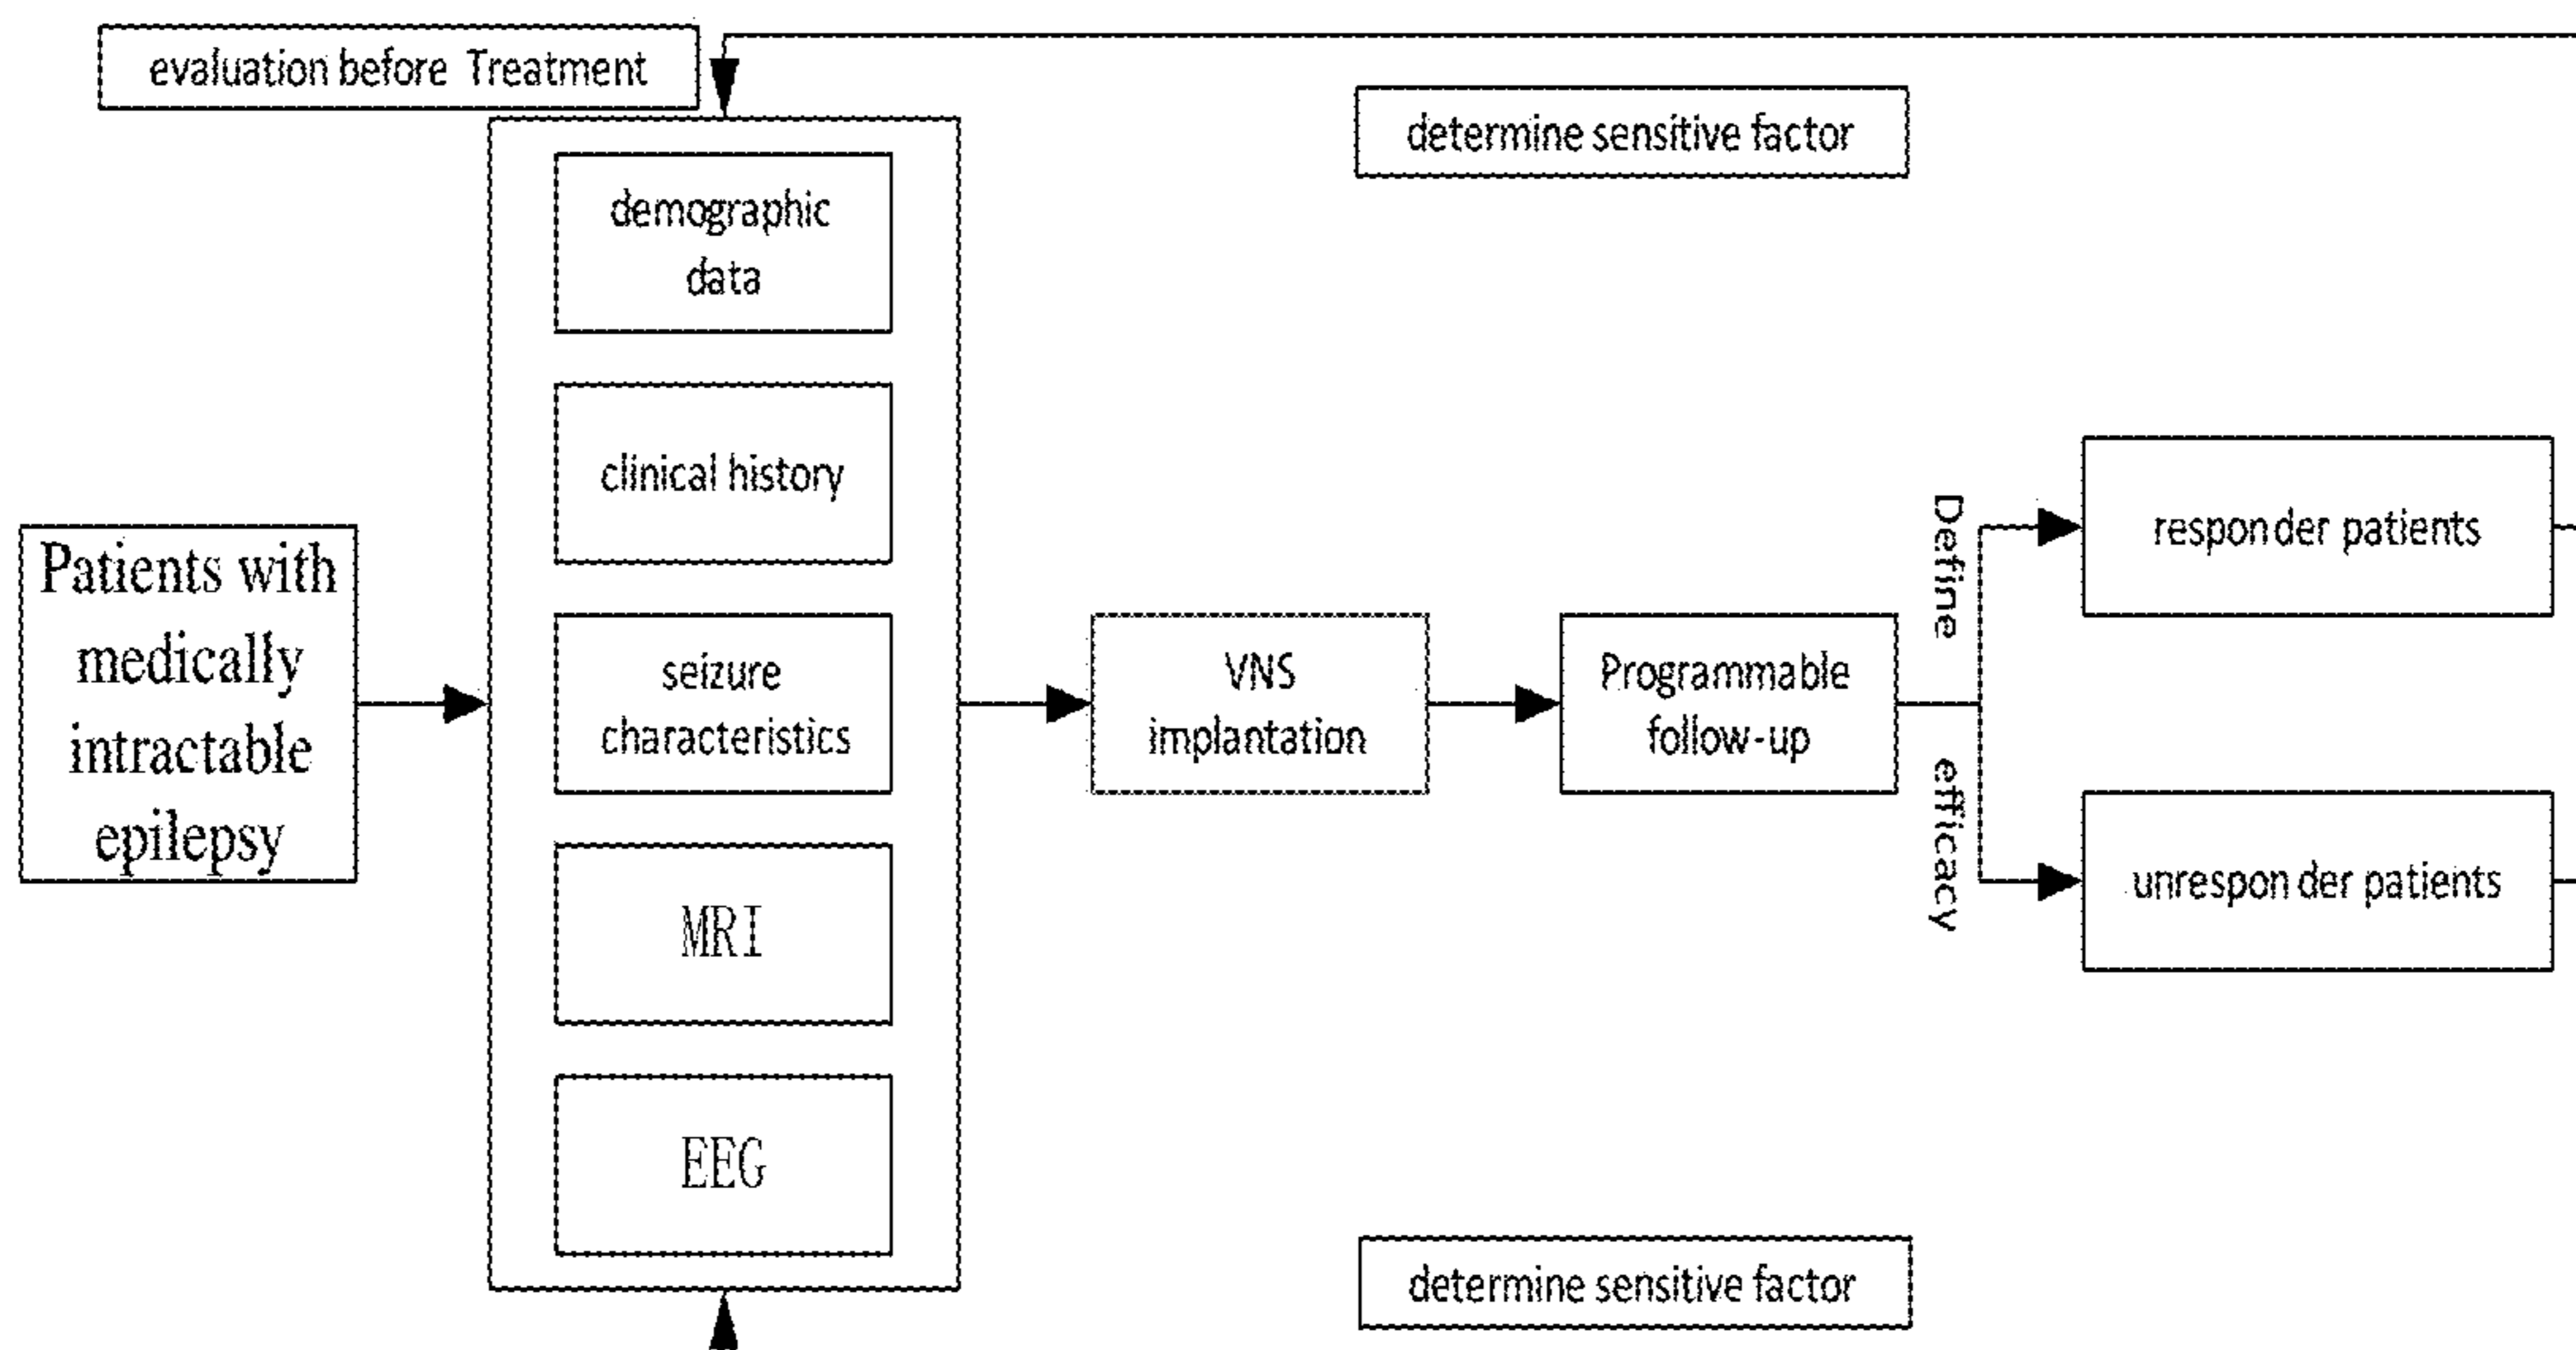 evaluation before Treatment
determine sensitive factor
demographic
data
clinical history
seizure
characteristics
MRI
EEG
Patients with
medically
intractable
epilepsy
VNS
implantation
Programmable
follow-up
Define
efficacy
responder patients
unresponder patients
determine sensitive factor